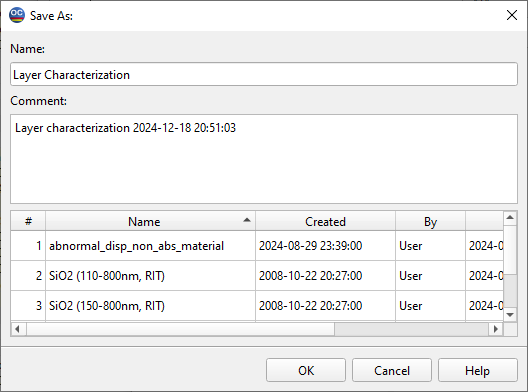 OC Save As:
Name:
Layer Characterization
Comment:
Layer characterization 2024-12-18 20:51:03
# Name Created By
1 abnormal_disp_non_abs_material 2024-08-29 23:39:00 User 2024-0
2 SiO2 (110-800nm, RIT) 2008-10-22 20:27:00 User 2024-0
3 SiO2 (150-800nm, RIT) 2008-10-22 20:27:00 User 2024-0
OK Cancel Help